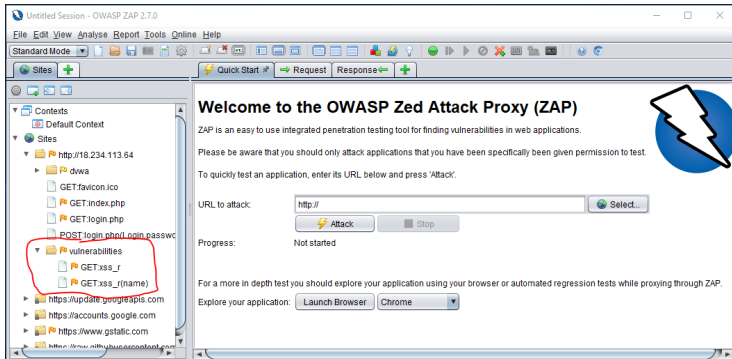 Untitled Session - OWASP ZAP 2.7.0
File Edit View Analyse Report Tools Online Help
Standard Mode
Sites
Quick Start
Request
Response
Contexts
Default Context
Sites
http://18.234.113.64
dvwa
GET:favicon.ico
GET:index.php
GET:login.php
POST:login.php(Login,passwo
vulnerabilities
GET:xss_r
GET:xss_r(name)
https://update.googleapis.com
https://accounts.google.com
https://www.gstatic.com
https://raw.githubusercontent.com
Welcome to the OWASP Zed Attack Proxy (ZAP)
ZAP is an easy to use integrated penetration testing tool for finding vulnerabilities in web applications.
Please be aware that you should only attack applications that you have been specifically been given permission to test.
To quickly test an application, enter its URL below and press 'Attack'.
URL to attack:
http://
Select...
Attack
Stop
Progress:
Not started
For a more in depth test you should explore your application using your browser or automated regression tests while proxying through ZAP.
Explore your application:
Launch Browser
Chrome